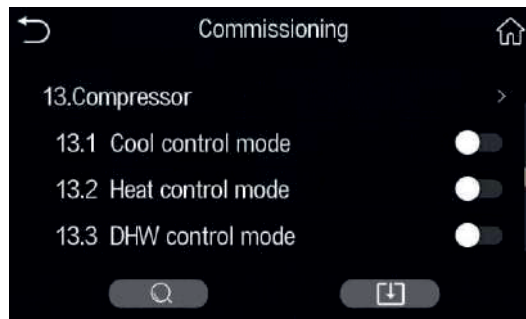 Commissioning
13.Compressor >
13.1 Cool control mode
13.2 Heat control mode
13.3 DHW control mode